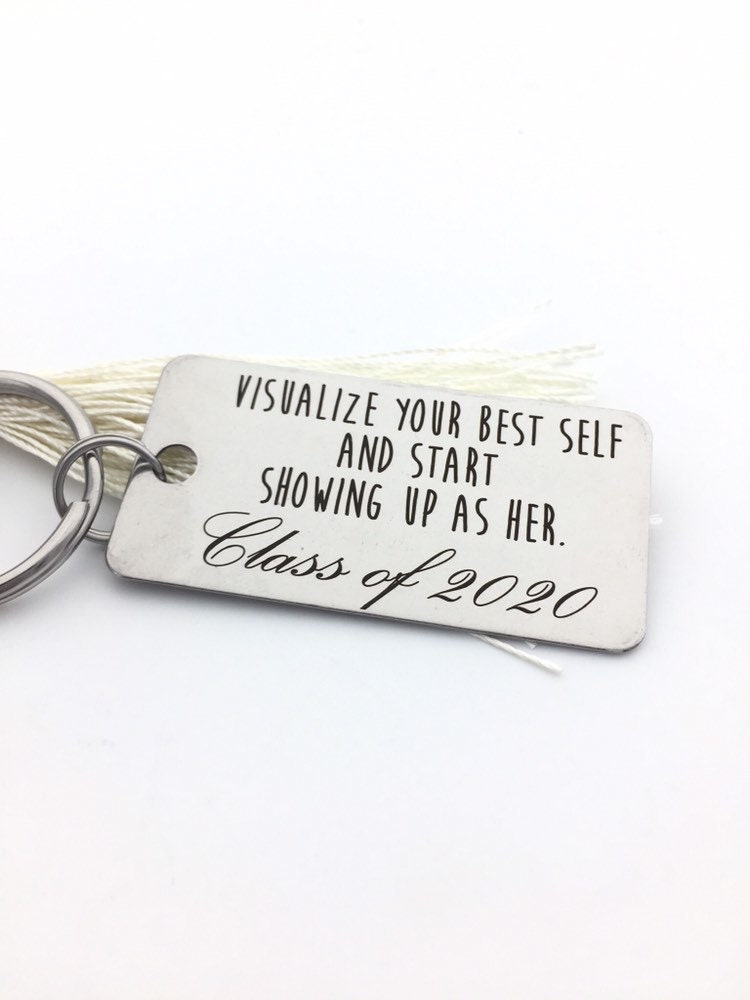 VISUALIZE YOUR BEST SELF
AND START
SHOWING UP AS HER.
Class of 2020